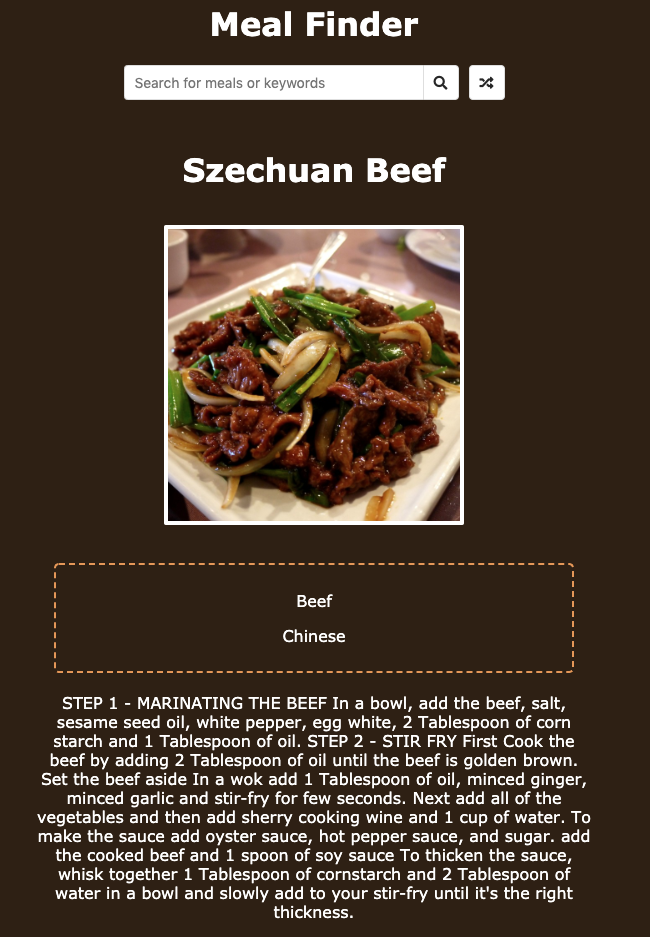 Meal Finder
Search for meals or keywords
Szechuan Beef
Beef
Chinese
STEP 1 - MARINATING THE BEEF In a bowl, add the beef, salt,
sesame seed oil, white pepper, egg white, 2 Tablespoon of corn
starch and 1 Tablespoon of oil. STEP 2 - STIR FRY First Cook the
beef by adding 2 Tablespoon of oil until the beef is golden brown.
Set the beef aside In a wok add 1 Tablespoon of oil, minced ginger,
minced garlic and stir-fry for few seconds. Next add all of the
vegetables and then add sherry cooking wine and 1 cup of water. To
make the sauce add oyster sauce, hot pepper sauce, and sugar. add
the cooked beef and 1 spoon of soy sauce To thicken the sauce,
whisk together 1 Tablespoon of cornstarch and 2 Tablespoon of
water in a bowl and slowly add to your stir-fry until it's the right
thickness.